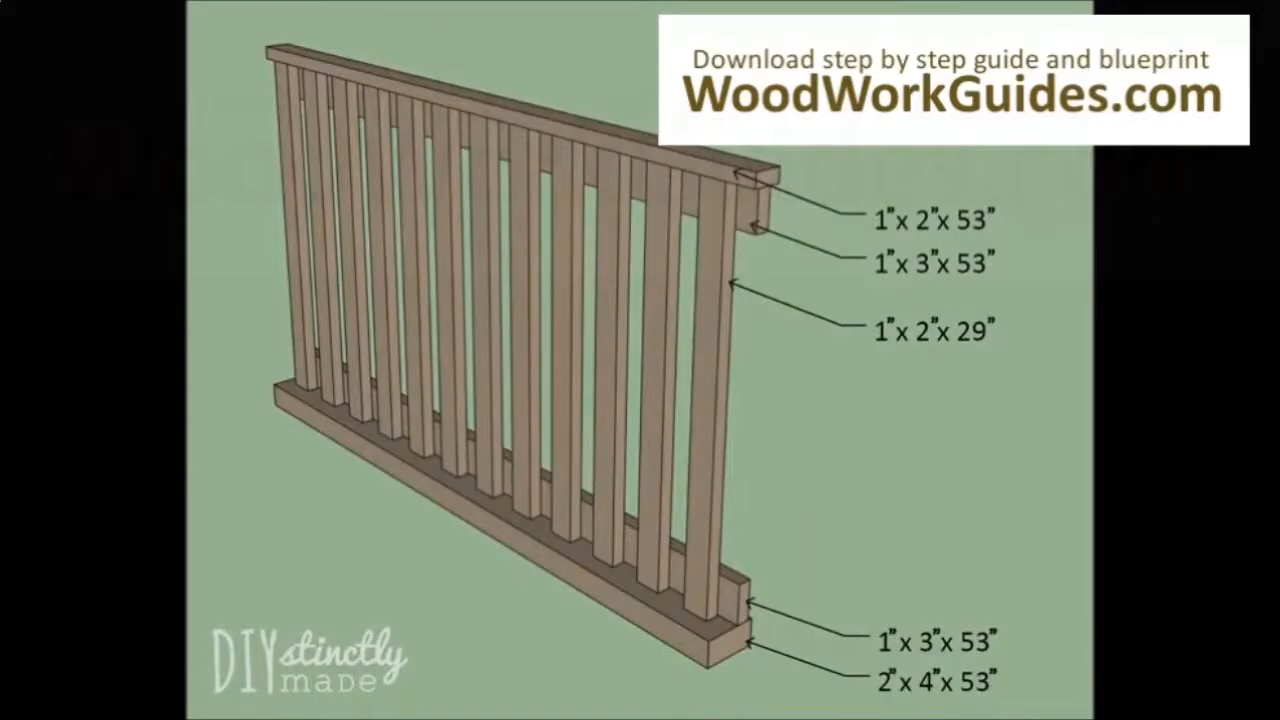 Download step by step guide and blueprint
WoodWorkGuides.com
1"x 2"x 53"
1"x 3"x 53"
1"x 2"x 29"
1"x 3"x 53"
2"x 4"x 53"
DIYstinctly
made